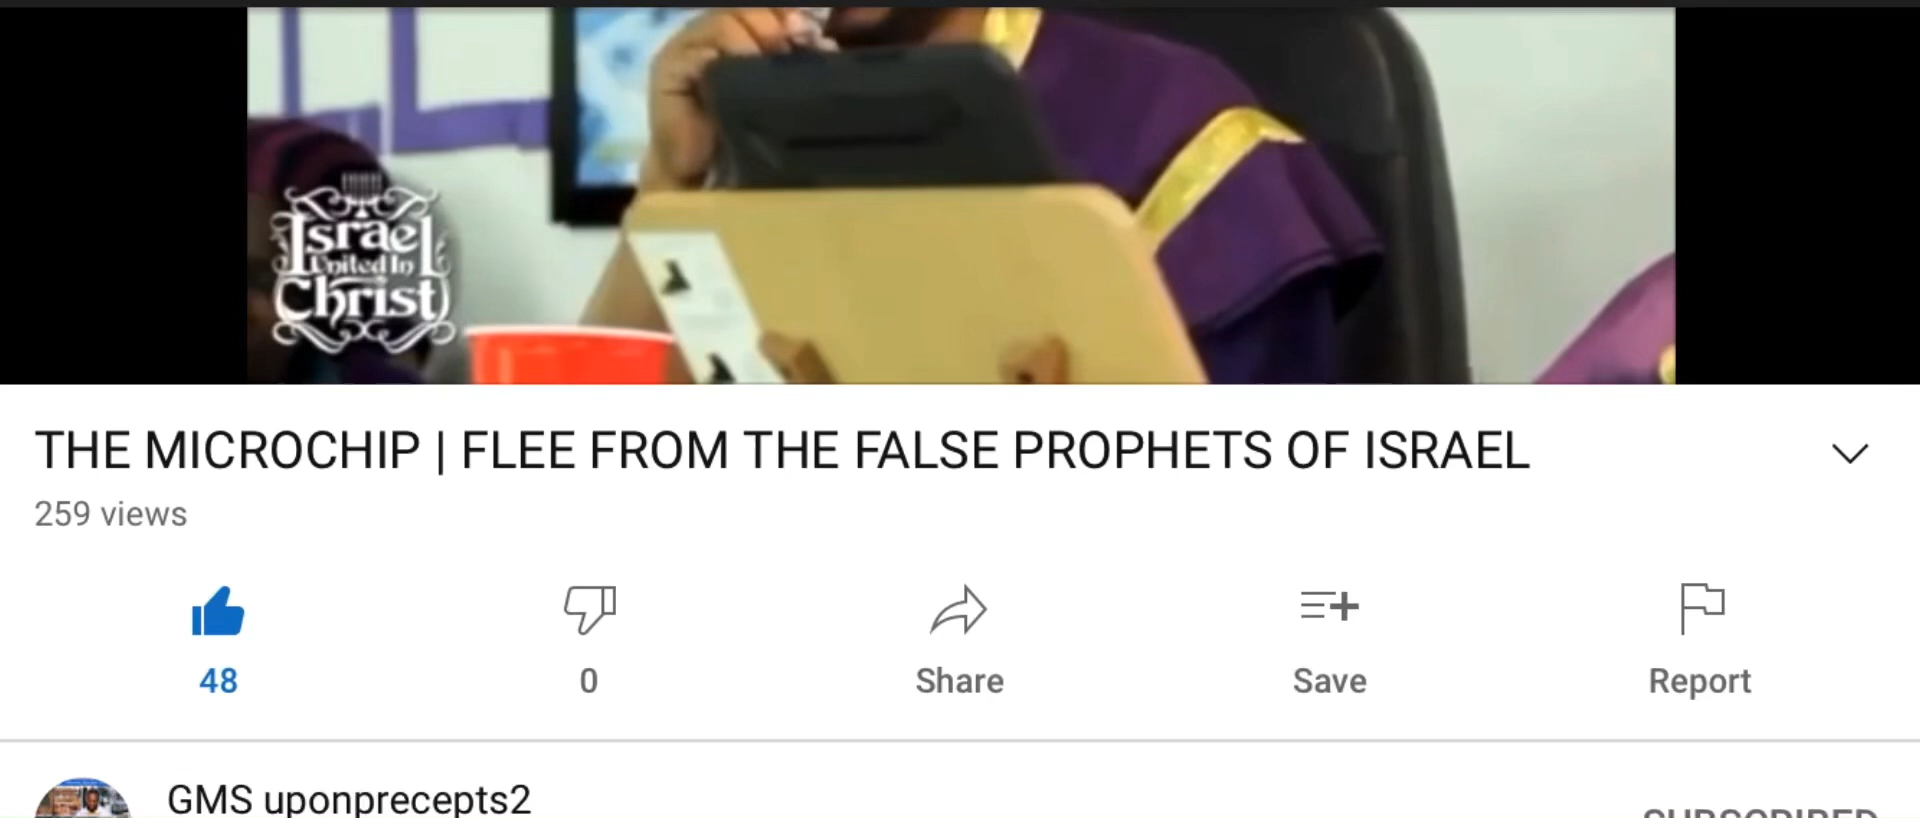 Israel
United In
Christ
THE MICROCHIP | FLEE FROM THE FALSE PROPHETS OF ISRAEL
259 views
48
0
Share
Save
Report
GMS uponprecepts2
SUBSCRIBED